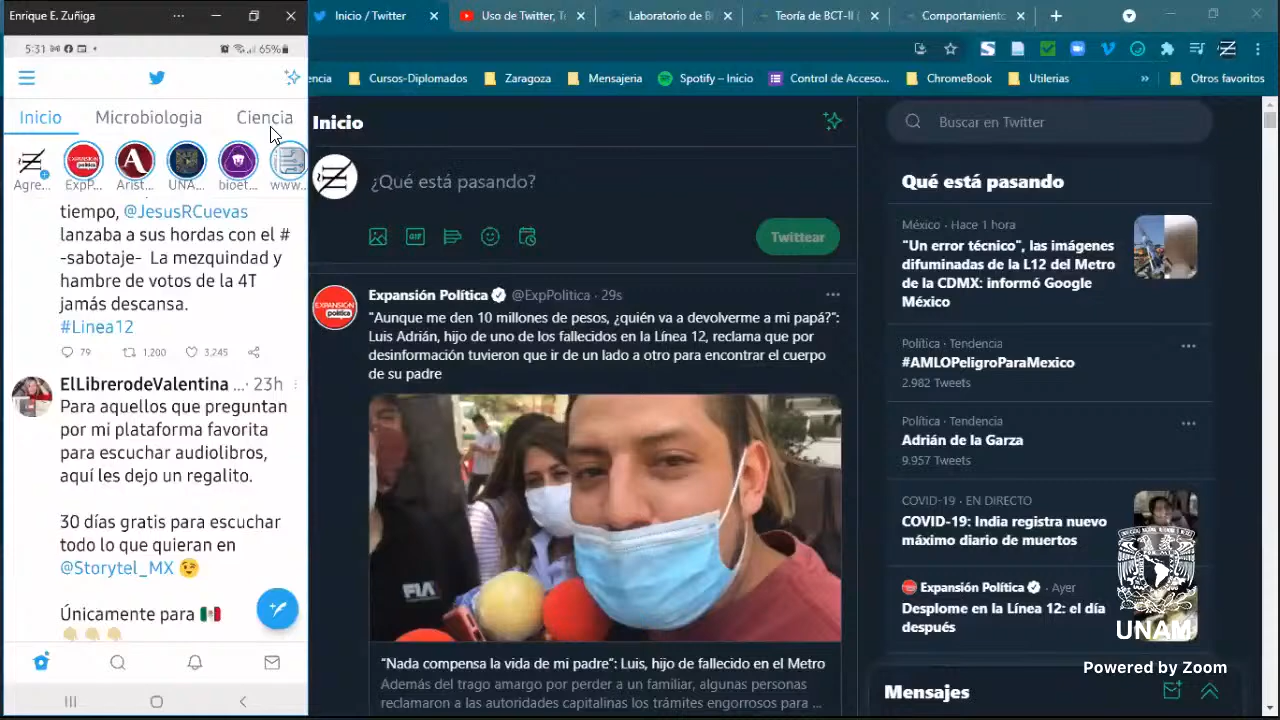 Enrique E. Zuñiga
5:31
65%
Inicio
Microbiologia
Ciencia
Agre...
ExpP...
Arist...
UNA...
bioét...
www...
tiempo, @JesusRCuevas
lanzaba a sus hordas con el #
-sabotaje- La mezquindad y
hambre de votos de la 4T
jamás descansa.
#Linea12
79
1,200
3,245
ElLibrerodeValentina ...· 23h
Para aquellos que preguntan
por mi plataforma favorita
para escuchar audiolibros,
aquí les dejo un regalito.
30 días gratis para escuchar
todo lo que quieran en
@Storytel_MX
Únicamente para
Inicio / Twitter
Uso de Twitter, T
Laboratorio de B
Teoría de BCT-II (
Comportamiento
encia
Cursos-Diplomados
Zaragoza
Mensajeria
Spotify – Inicio
Control de Acceso...
ChromeBook
Utilerias
»
Otros favoritos
Inicio
¿Qué está pasando?
GIF
Twittear
Expansión Política @ExpPolitica · 29s
"Aunque me den 10 millones de pesos, ¿quién va a devolverme a mi papá?":
Luis Adrián, hijo de uno de los fallecidos en la Línea 12, reclama que por
desinformación tuvieron que ir de un lado a otro para encontrar el cuerpo
de su padre
EXPANSIÓN
política
FIA
"Nada compensa la vida de mi padre": Luis, hijo de fallecido en el Metro
Además del trago amargo por perder a un familiar, algunas personas
reclamaron a las autoridades capitalinas los trámites engorrosos para ...
Buscar en Twitter
Qué está pasando
México · Hace 1 hora
"Un error técnico", las imágenes
difuminadas de la L12 del Metro
de la CDMX: informó Google
México
Política · Tendencia
#AMLOPeligroParaMexico
2.982 Tweets
Política · Tendencia
Adrián de la Garza
9.957 Tweets
COVID-19 · EN DIRECTO
COVID-19: India registra nuevo
máximo diario de muertos
Expansión Política · Ayer
Desplome en la Línea 12: el día
después
UNAM
Powered by Zoom
Mensajes